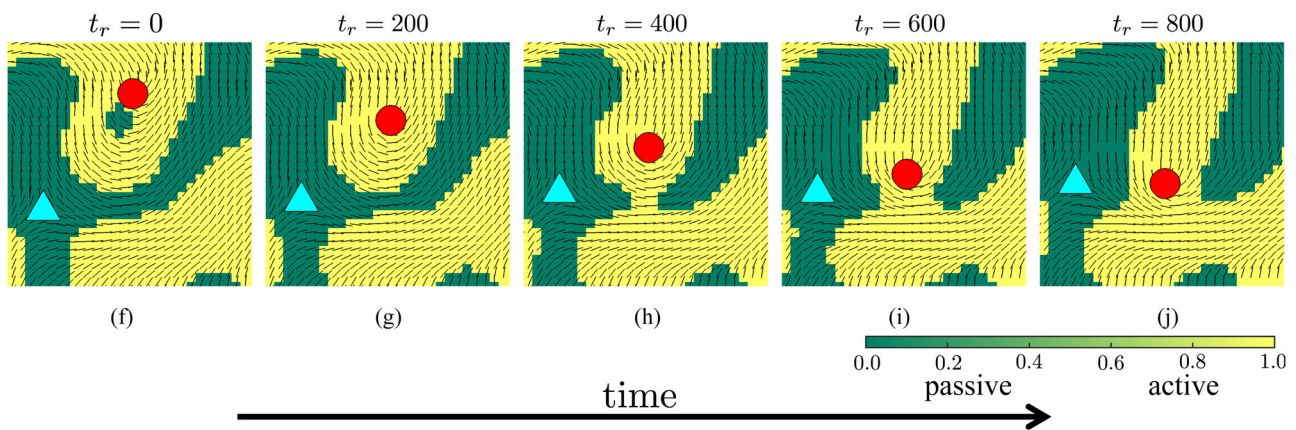 t_r = 0 t_r = 200 t_r = 400 t_r = 600 t_r = 800
(f) (g) (h) (i) (j)
0.0 0.2 0.4 0.6 0.8 1.0
passive active
time